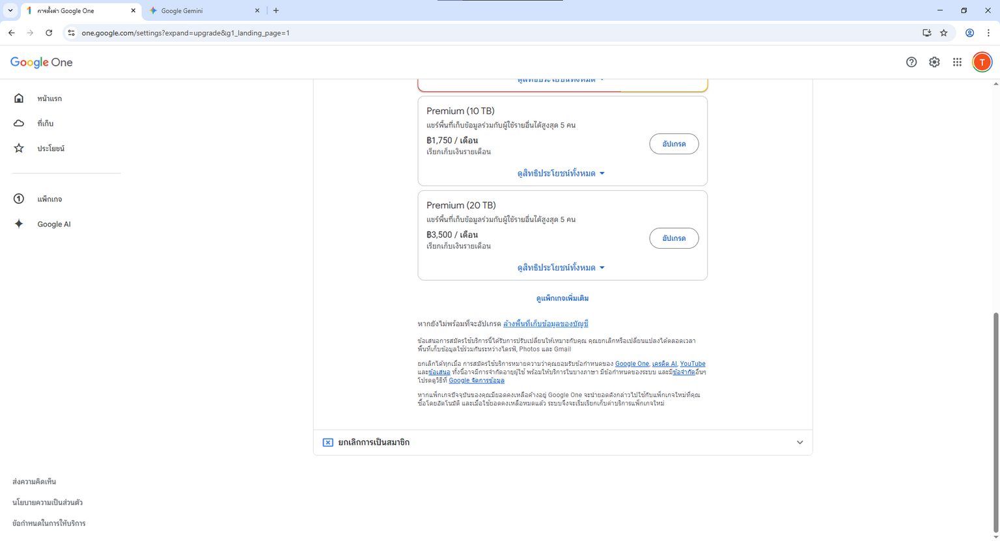 การตั้งค่า Google One
Google Gemini
one.google.com/settings?expand=upgrade&g1_landing_page=1
Google One
T
หน้าแรก
ที่เก็บ
ประโยชน์
แพ็กเกจ
Google AI
ดูสิทธิประโยชน์ทั้งหมด
Premium (10 TB)
แชร์พื้นที่เก็บข้อมูลร่วมกับผู้ใช้รายอื่นได้สูงสุด 5 คน
฿1,750 / เดือน
เรียกเก็บเงินรายเดือน
อัปเกรด
ดูสิทธิประโยชน์ทั้งหมด
Premium (20 TB)
แชร์พื้นที่เก็บข้อมูลร่วมกับผู้ใช้รายอื่นได้สูงสุด 5 คน
฿3,500 / เดือน
เรียกเก็บเงินรายเดือน
อัปเกรด
ดูสิทธิประโยชน์ทั้งหมด
ดูแพ็กเกจเพิ่มเติม
หากยังไม่พร้อมที่จะอัปเกรด ล้างพื้นที่เก็บข้อมูลของบัญชี
ข้อเสนอการสมัครใช้บริการนี้ได้รับการปรับเปลี่ยนให้เหมาะกับคุณ คุณยกเลิกหรือเปลี่ยนแปลงได้ตลอดเวลา
พื้นที่เก็บข้อมูลใช้ร่วมกันระหว่างไดรฟ์, Photos และ Gmail
ยกเลิกได้ทุกเมื่อ การสมัครใช้บริการหมายความว่าคุณยอมรับข้อกำหนดของ Google One, เครดิต AI, YouTube
และข้อเสนอ ทั้งนี้อาจมีการจำกัดอายุผู้ใช้ พร้อมให้บริการในบางภาษา มีข้อกำหนดของระบบ และมีข้อจำกัดอื่นๆ
โปรดดูวิธีที่ Google จัดการข้อมูล
หากแพ็กเกจปัจจุบันของคุณมียอดคงเหลือค้างอยู่ Google One จะนำยอดดังกล่าวไปใช้กับแพ็กเกจใหม่ที่คุณ
ซื้อโดยอัตโนมัติ และเมื่อใช้ยอดคงเหลือหมดแล้ว ระบบจึงจะเริ่มเรียกเก็บค่าบริการแพ็กเกจใหม่
ยกเลิกการเป็นสมาชิก
ส่งความคิดเห็น
นโยบายความเป็นส่วนตัว
ข้อกำหนดในการให้บริการ